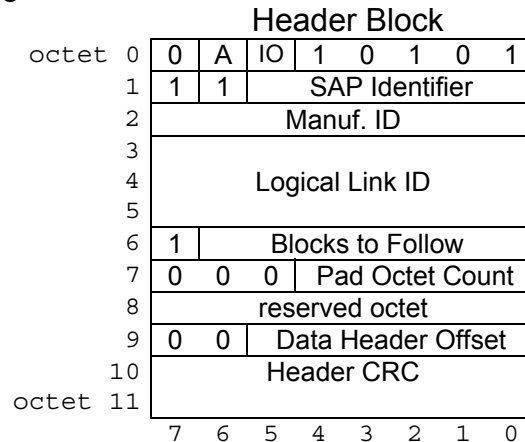 Header Block
octet 0 0 A IO 1 0 1 0 1
1 1 1 SAP Identifier
2 Manuf. ID
3
4 Logical Link ID
5
6 1 Blocks to Follow
7 0 0 0 Pad Octet Count
8 reserved octet
9 0 0 Data Header Offset
10 Header CRC
octet 11
7 6 5 4 3 2 1 0